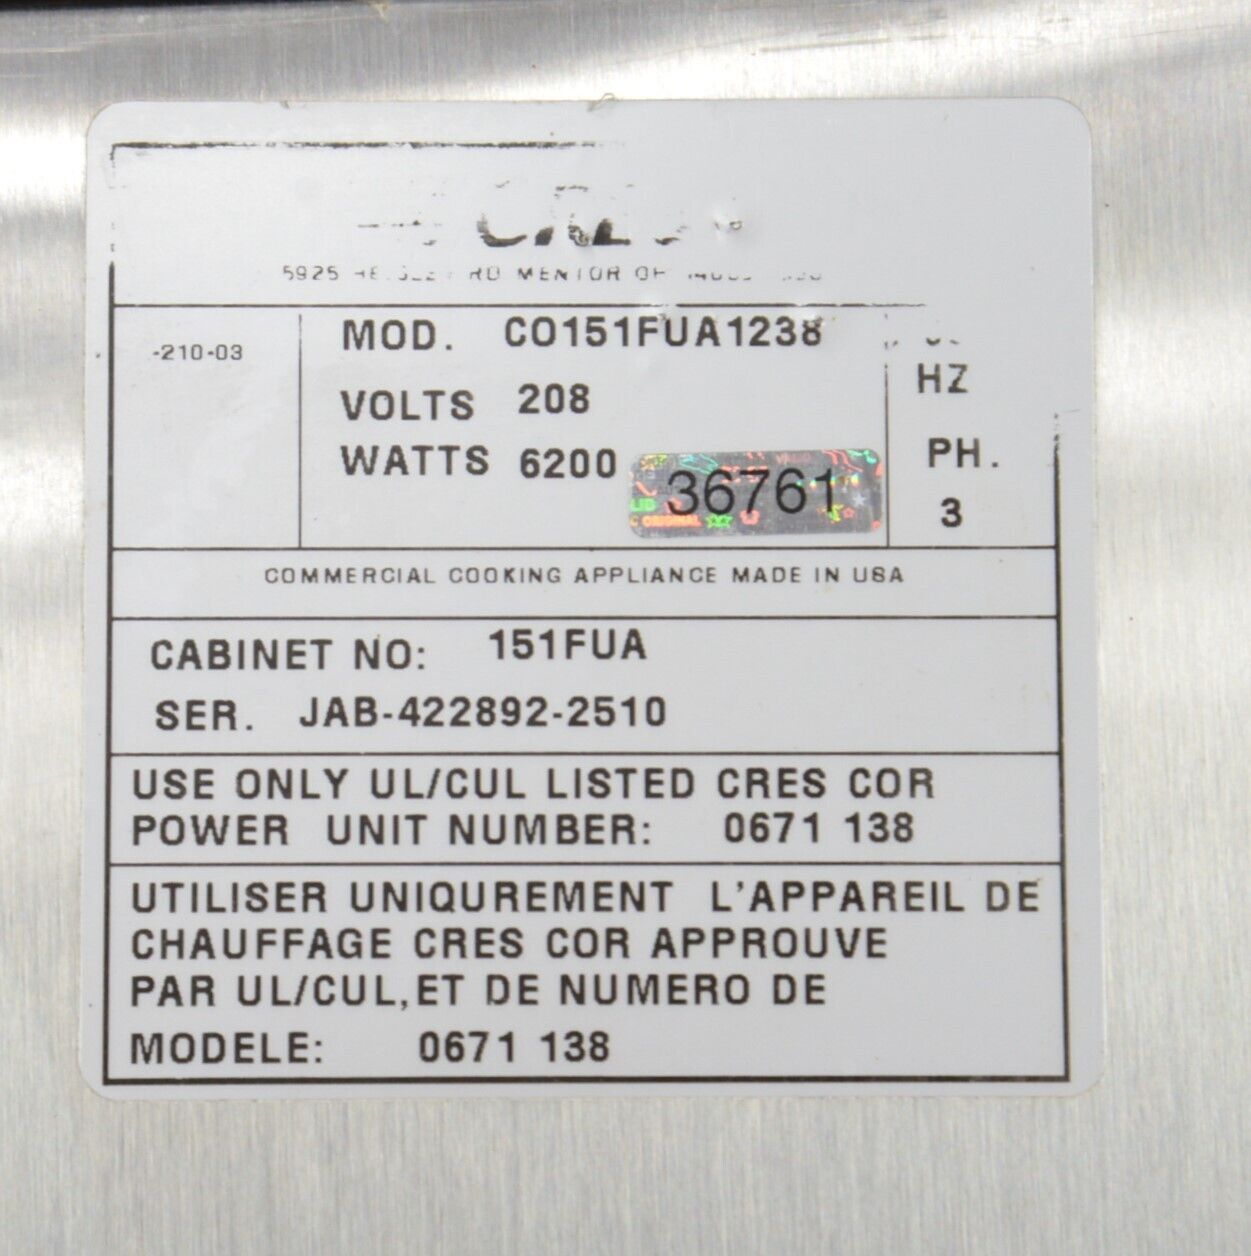 5925 RD MENTOR OH
-210-03
MOD. CO151FUA1238
VOLTS 208
WATTS 6200
HZ
PH.
3
36761
ORIGINAL
COMMERCIAL COOKING APPLIANCE MADE IN USA
CABINET NO: 151FUA
SER. JAB-422892-2510
USE ONLY UL/CUL LISTED CRES COR
POWER UNIT NUMBER: 0671 138
UTILISER UNIQUREMENT L'APPAREIL DE
CHAUFFAGE CRES COR APPROUVE
PAR UL/CUL,ET DE NUMERO DE
MODELE: 0671 138